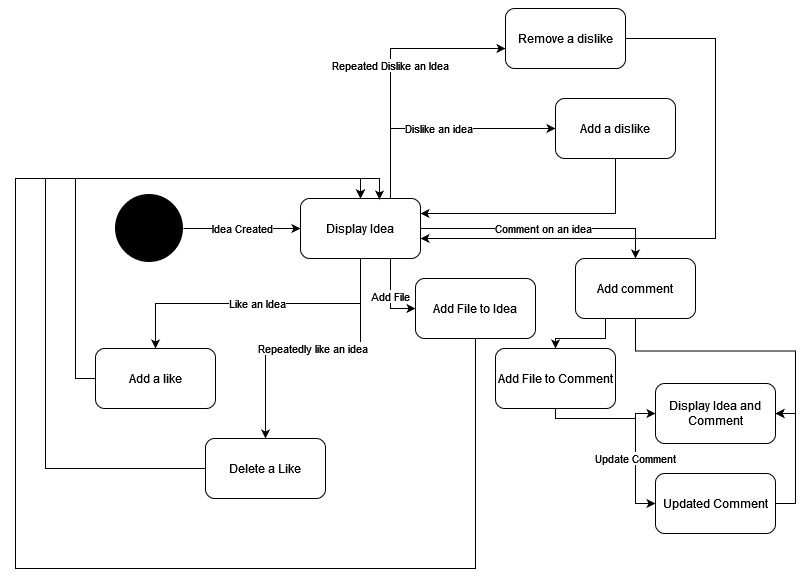 Remove a dislike
Repeated Dislike an Idea
Dislike an idea
Add a dislike
Idea Created
Display Idea
Comment on an idea
Add comment
Add File
Like an Idea
Add File to Idea
Repeatedly like an idea
Add a like
Add File to Comment
Display Idea and
Comment
Update Comment
Delete a Like
Updated Comment